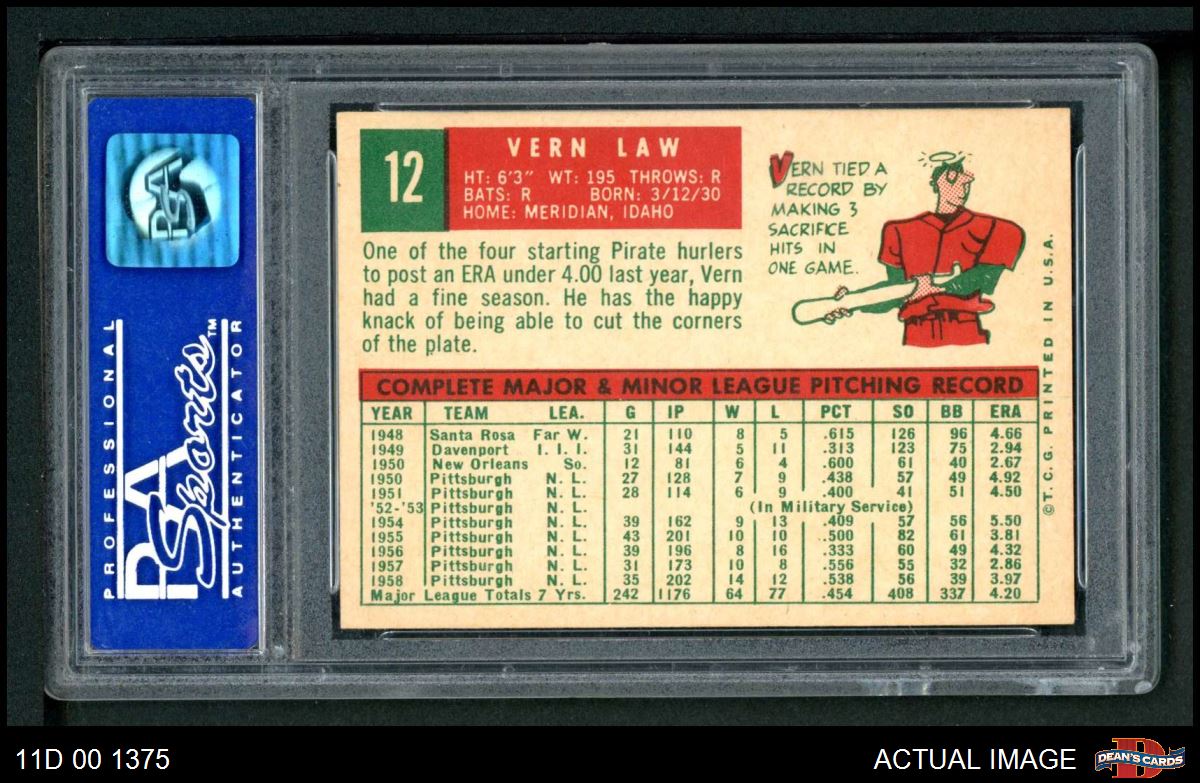 PSA
PROFESSIONAL
PSA
Sports™
AUTHENTICATOR
12
VERN LAW
HT: 6'3" WT: 195 THROWS: R
BATS: R BORN: 3/12/30
HOME: MERIDIAN, IDAHO
One of the four starting Pirate hurlers
to post an ERA under 4.00 last year, Vern
had a fine season. He has the happy
knack of being able to cut the corners
of the plate.
VERN TIED A
RECORD BY
MAKING 3
SACRIFICE
HITS IN
ONE GAME.
COMPLETE MAJOR & MINOR LEAGUE PITCHING RECORD
YEAR TEAM LEA. G IP W L PCT SO BB ERA
1948 Santa Rosa Far W. 21 110 8 5 .615 126 96 4.66
1949 Davenport I. I. I. 31 144 5 11 .313 123 75 2.94
1950 New Orleans So. 12 81 6 4 .600 61 40 2.67
1950 Pittsburgh N. L. 27 128 7 9 .438 57 49 4.92
1951 Pittsburgh N. L. 28 114 6 9 .400 41 51 4.50
'52-'53 Pittsburgh N. L. (In Military Service)
1954 Pittsburgh N. L. 39 162 9 13 .409 57 56 5.50
1955 Pittsburgh N. L. 43 201 10 10 .500 82 61 3.81
1956 Pittsburgh N. L. 39 196 8 16 .333 60 49 4.32
1957 Pittsburgh N. L. 31 173 10 8 .556 55 32 2.86
1958 Pittsburgh N. L. 35 202 14 12 .538 56 39 3.97
Major League Totals 7 Yrs. 242 1176 64 77 .454 408 337 4.20
©T.C.G. PRINTED IN U.S.A.
11D 00 1375
ACTUAL IMAGE
D
DEAN'S CARDS